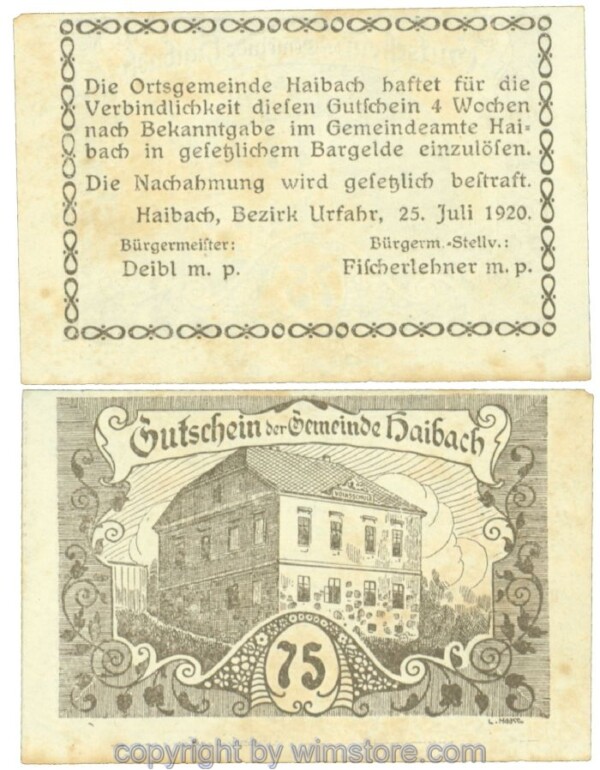 Die Ortsgemeinde Haibach haftet für die
Verbindlichkeit dieſen Gutſchein 4 Wochen
nach Bekanntgabe im Gemeindeamte Hai-
bach in geſetzlichem Bargelde einzulöſen.
Die Nachahmung wird geſetzlich beſtraft.
Haibach, Bezirk Urfahr, 25. Juli 1920.
Bürgermeiſter: Bürgerm.-Stellv.:
Deibl m. p. Fiſcherlehner m. p.
Gutschein der Gemeinde Haibach
VOLKSSCHULE
75
copyright by wimstore.com